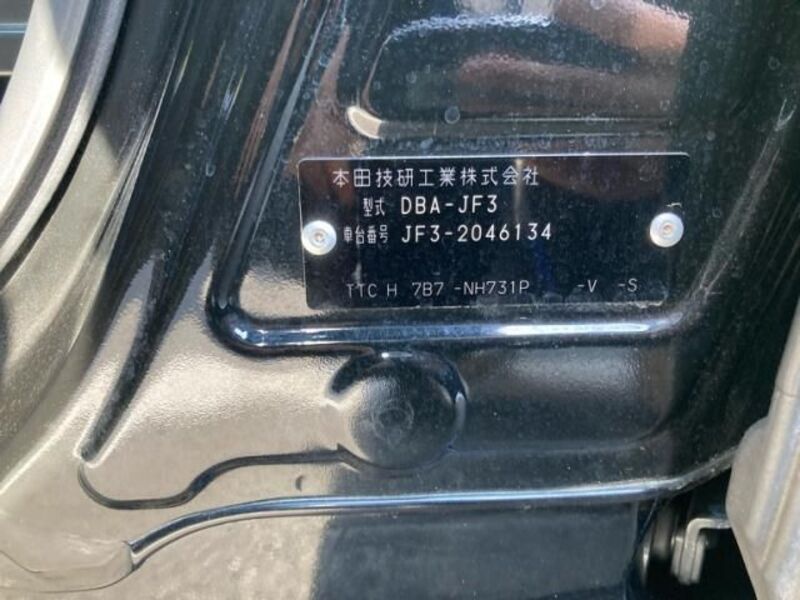 本田技研工業株式会社
型式 DBA-JF3
車台番号 JF3-2046134
TTC H 7B7 -NH731P -V -S